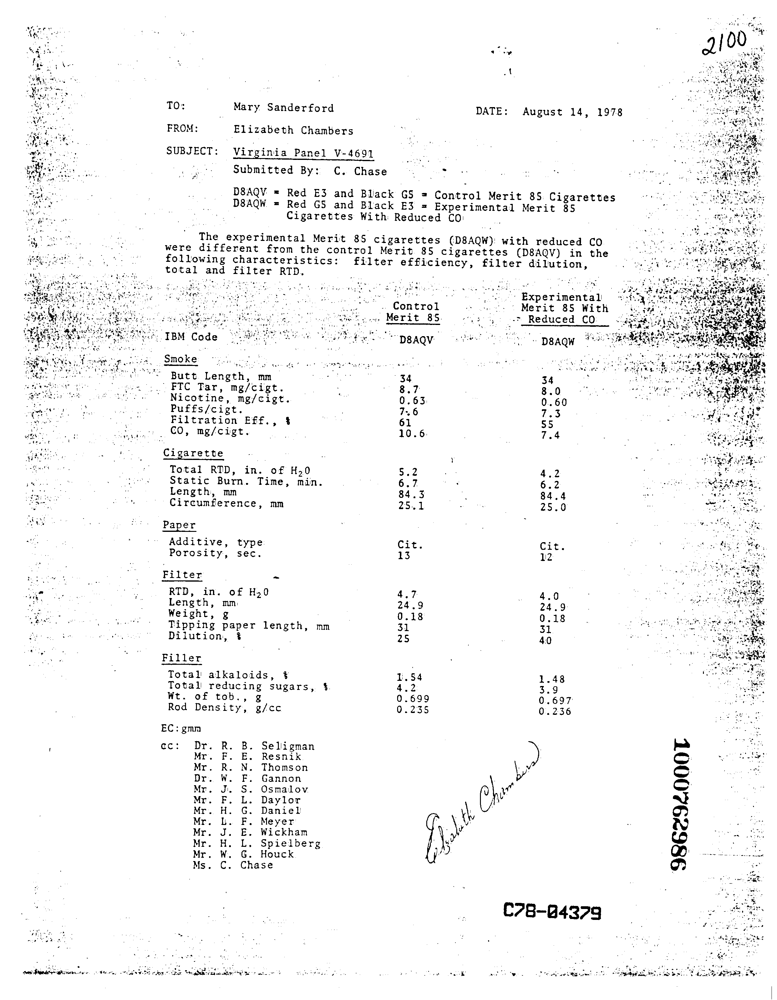 2100
TO: Mary Sanderford DATE: August 14, 1978
FROM: Elizabeth Chambers
SUBJECT: Virginia Panel V-4691
Submitted By: C. Chase
D8AQV = Red E3 and Black G5 = Control Merit 85 Cigarettes
D8AQW = Red G5 and Black E3 = Experimental Merit 85
Cigarettes With Reduced CO
The experimental Merit 85 cigarettes (D8AQW) with reduced CO
were different from the control Merit 85 cigarettes (D8AQV) in the
following characteristics: filter efficiency, filter dilution,
total and filter RTD.
Control Merit 85 Experimental Merit 85 With Reduced CO
IBM Code D8AQV D8AQW
Smoke
Butt Length, mm 34 34
FTC Tar, mg/cigt. 8.7 8.0
Nicotine, mg/cigt. 0.63 0.60
Puffs/cigt. 7.6 7.3
Filtration Eff., % 61 55
CO, mg/cigt. 10.6 7.4
Cigarette
Total RTD, in. of H2O 5.2 4.2
Static Burn. Time, min. 6.7 6.2
Length, mm 84.3 84.4
Circumference, mm 25.1 25.0
Paper
Additive, type Cit. Cit.
Porosity, sec. 13 12
Filter
RTD, in. of H2O 4.7 4.0
Length, mm 24.9 24.9
Weight, g 0.18 0.18
Tipping paper length, mm 31 31
Dilution, % 25 40
Filler
Total alkaloids, % 1.54 1.48
Total reducing sugars, % 4.2 3.9
Wt. of tob., g 0.699 0.697
Rod Density, g/cc 0.235 0.236
EC:gmm
cc: Dr. R. B. Seligman
Mr. F. E. Resnik
Mr. R. N. Thomson
Dr. W. F. Gannon
Mr. J. S. Osmalov
Mr. F. L. Daylor
Mr. H. G. Daniel
Mr. L. F. Meyer
Mr. J. E. Wickham
Mr. H. L. Spielberg
Mr. W. G. Houck
Ms. C. Chase
Elizabeth Chambers
1000762986
C78-04379